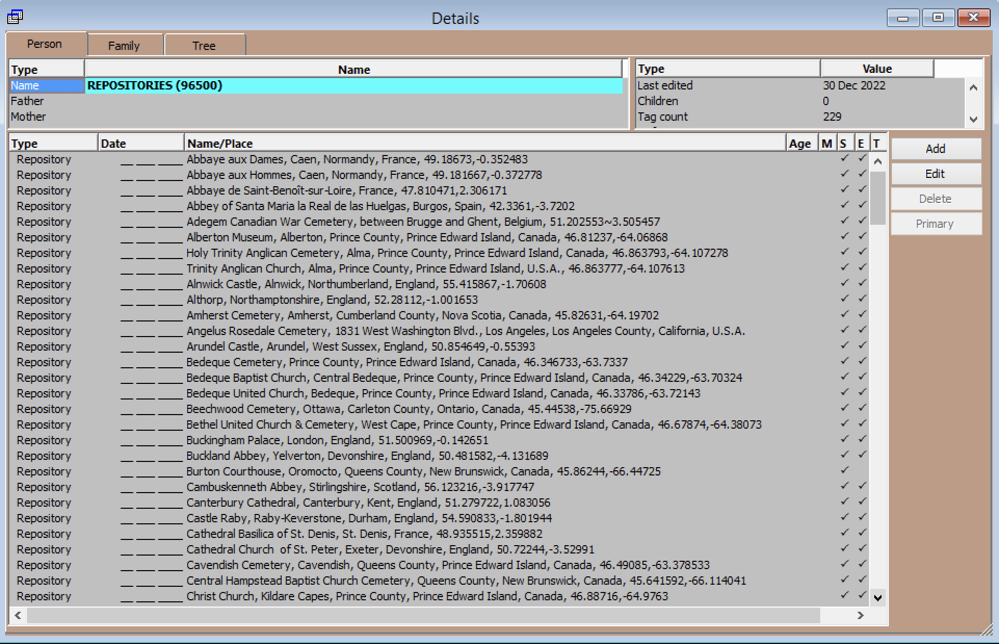 Details
Person Family Tree
Type Name
Name REPOSITORIES (96500)
Father
Mother
Type Value
Last edited 30 Dec 2022
Children 0
Tag count 229
Type Date Name/Place Age M S E T
Repository __ ___ ____ Abbaye aux Dames, Caen, Normandy, France, 49.18673,-0.352483 ✓ ✓
Repository __ ___ ____ Abbaye aux Hommes, Caen, Normandy, France, 49.181667,-0.372778 ✓ ✓
Repository __ ___ ____ Abbaye de Saint-Benoît-sur-Loire, France, 47.810471,2.306171 ✓ ✓
Repository __ ___ ____ Abbey of Santa Maria la Real de las Huelgas, Burgos, Spain, 42.3361,-3.7202 ✓ ✓
Repository __ ___ ____ Adegem Canadian War Cemetery, between Brugge and Ghent, Belgium, 51.202553~3.505457 ✓ ✓
Repository __ ___ ____ Alberton Museum, Alberton, Prince County, Prince Edward Island, Canada, 46.81237,-64.06868 ✓ ✓
Repository __ ___ ____ Holy Trinity Anglican Cemetery, Alma, Prince County, Prince Edward Island, Canada, 46.863793,-64.107278 ✓ ✓
Repository __ ___ ____ Trinity Anglican Church, Alma, Prince County, Prince Edward Island, U.S.A., 46.863777,-64.107613 ✓ ✓
Repository __ ___ ____ Alnwick Castle, Alnwick, Northumberland, England, 55.415867,-1.70608 ✓ ✓
Repository __ ___ ____ Althorp, Northamptonshire, England, 52.28112,-1.001653 ✓ ✓
Repository __ ___ ____ Amherst Cemetery, Amherst, Cumberland County, Nova Scotia, Canada, 45.82631,-64.19702 ✓ ✓
Repository __ ___ ____ Angelus Rosedale Cemetery, 1831 West Washington Blvd., Los Angeles, Los Angeles County, California, U.S.A. ✓ ✓
Repository __ ___ ____ Arundel Castle, Arundel, West Sussex, England, 50.854649,-0.55393 ✓ ✓
Repository __ ___ ____ Bedeque Cemetery, Prince County, Prince Edward Island, Canada, 46.346733,-63.7337 ✓ ✓
Repository __ ___ ____ Bedeque Baptist Church, Central Bedeque, Prince County, Prince Edward Island, Canada, 46.34229,-63.70324 ✓ ✓
Repository __ ___ ____ Bedeque United Church, Bedeque, Prince County, Prince Edward Island, Canada, 46.33786,-63.72143 ✓ ✓
Repository __ ___ ____ Beechwood Cemetery, Ottawa, Carleton County, Ontario, Canada, 45.44538,-75.66929 ✓ ✓
Repository __ ___ ____ Bethel United Church & Cemetery, West Cape, Prince County, Prince Edward Island, Canada, 46.67874,-64.38073 ✓ ✓
Repository __ ___ ____ Buckingham Palace, London, England, 51.500969,-0.142651 ✓ ✓
Repository __ ___ ____ Buckland Abbey, Yelverton, Devonshire, England, 50.481582,-4.131689 ✓ ✓
Repository __ ___ ____ Burton Courthouse, Oromocto, Queens County, New Brunswick, Canada, 45.86244,-66.44725 ✓
Repository __ ___ ____ Cambuskenneth Abbey, Stirlingshire, Scotland, 56.123216,-3.917747 ✓ ✓
Repository __ ___ ____ Canterbury Cathedral, Canterbury, Kent, England, 51.279722,1.083056 ✓ ✓
Repository __ ___ ____ Castle Raby, Raby-Keverstone, Durham, England, 54.590833,-1.801944 ✓ ✓
Repository __ ___ ____ Cathedral Basilica of St. Denis, St. Denis, France, 48.935515,2.359882 ✓ ✓
Repository __ ___ ____ Cathedral Church  of St. Peter, Exeter, Devonshire, England, 50.72244,-3.52991 ✓ ✓
Repository __ ___ ____ Cavendish Cemetery, Cavendish, Queens County, Prince Edward Island, Canada, 46.49085,-63.378533 ✓ ✓
Repository __ ___ ____ Central Hampstead Baptist Church Cemetery, Queens County, New Brunswick, Canada, 45.641592,-66.114041 ✓ ✓
Repository __ ___ ____ Christ Church, Kildare Capes, Prince County, Prince Edward Island, Canada, 46.88716,-64.9763 ✓ ✓
Add
Edit
Delete
Primary